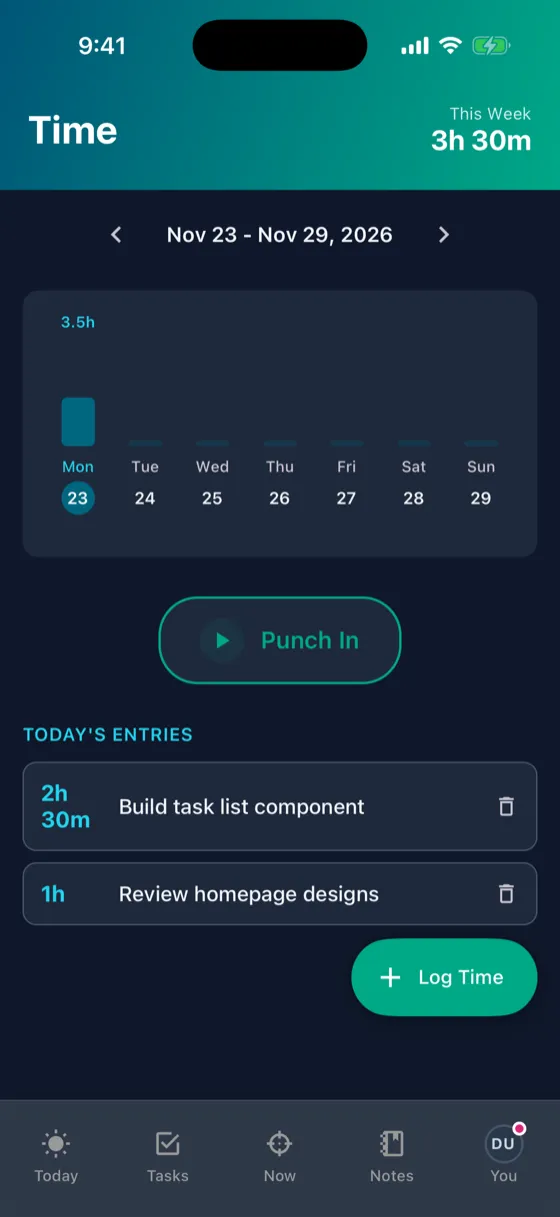 9:41
Time
This Week
3h 30m
Nov 23 - Nov 29, 2026
3.5h
Mon Tue Wed Thu Fri Sat Sun
23 24 25 26 27 28 29
Punch In
TODAY'S ENTRIES
2h
30m
Build task list component
1h
Review homepage designs
Log Time
Today
Tasks
Now
Notes
DU
You